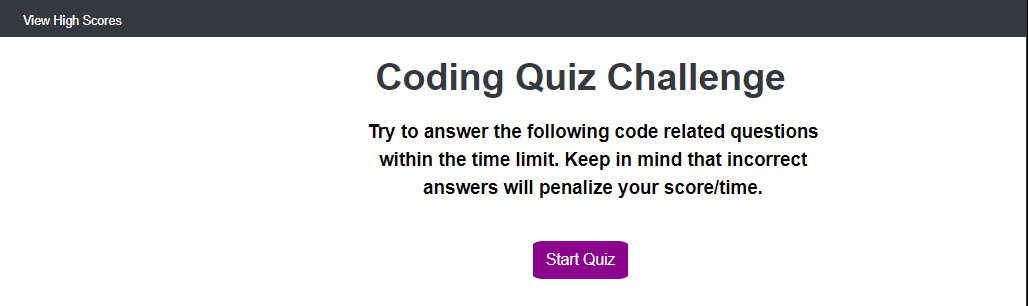 View High Scores
Coding Quiz Challenge
Try to answer the following code related questions
within the time limit. Keep in mind that incorrect
answers will penalize your score/time.
Start Quiz